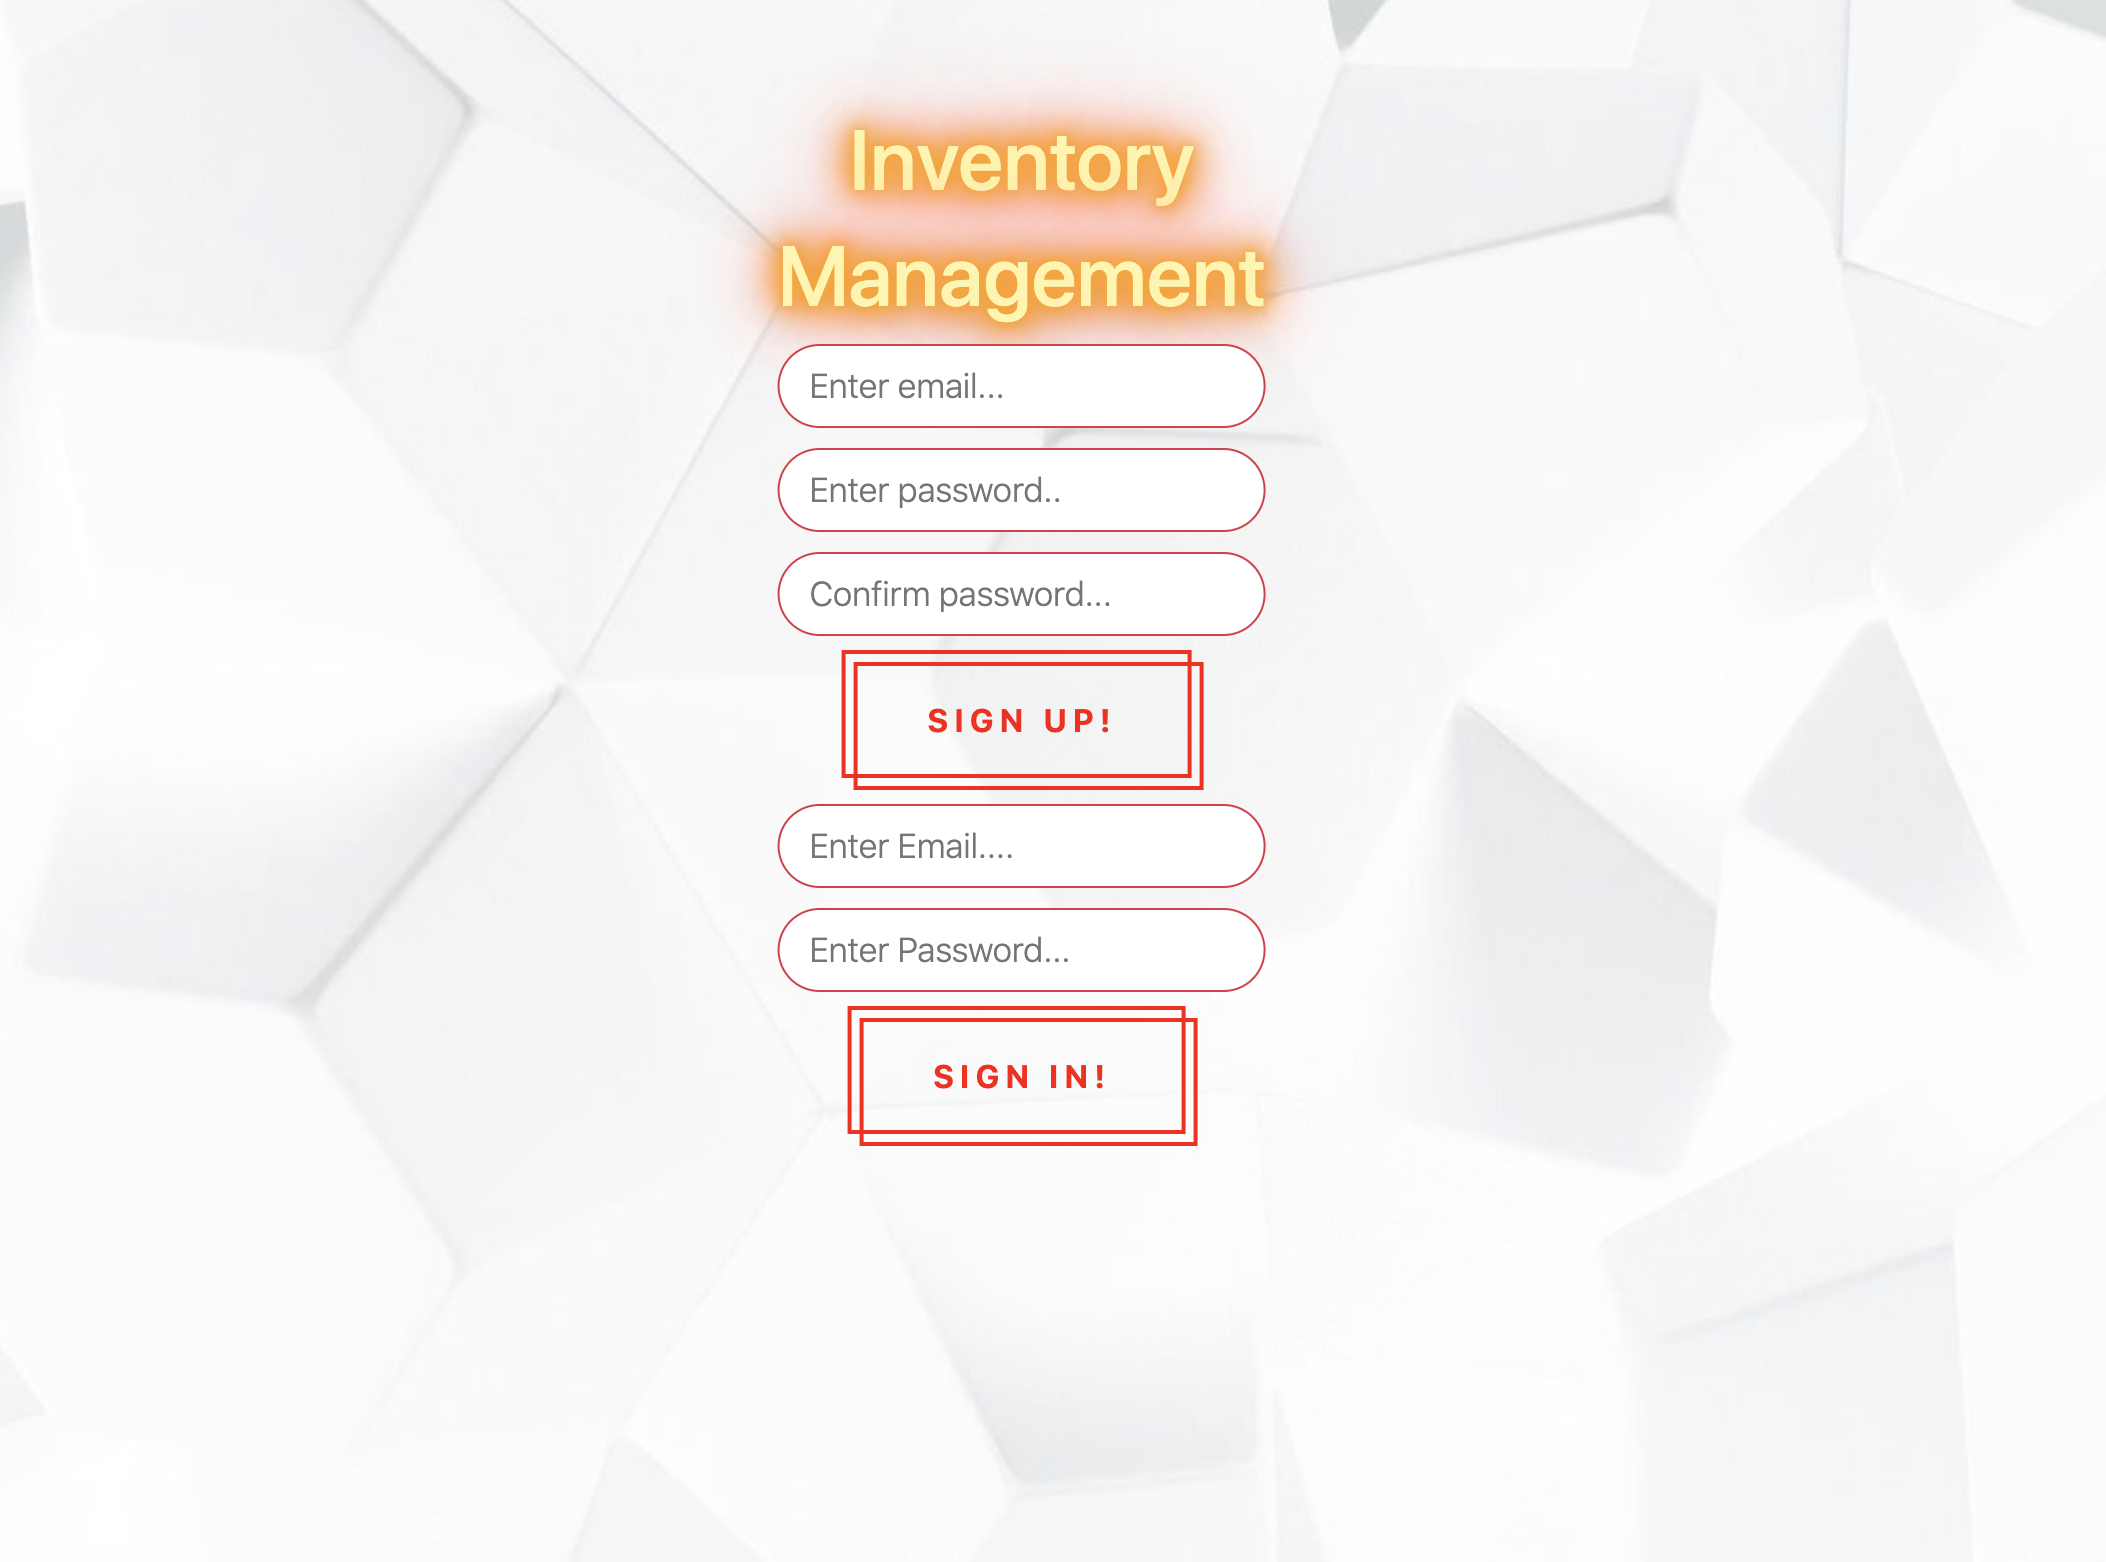 Inventory
Management
Enter email...
Enter password..
Confirm password...
SIGN UP!
Enter Email....
Enter Password...
SIGN IN!